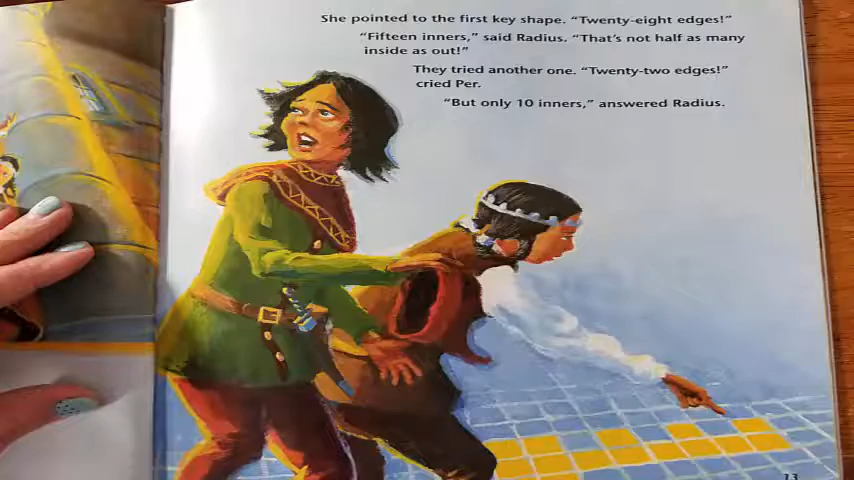 She pointed to the first key shape. "Twenty-eight edges!"
"Fifteen inners," said Radius. "That's not half as many
inside as out!"
They tried another one. "Twenty-two edges!"
cried Per.
"But only 10 inners," answered Radius.
13